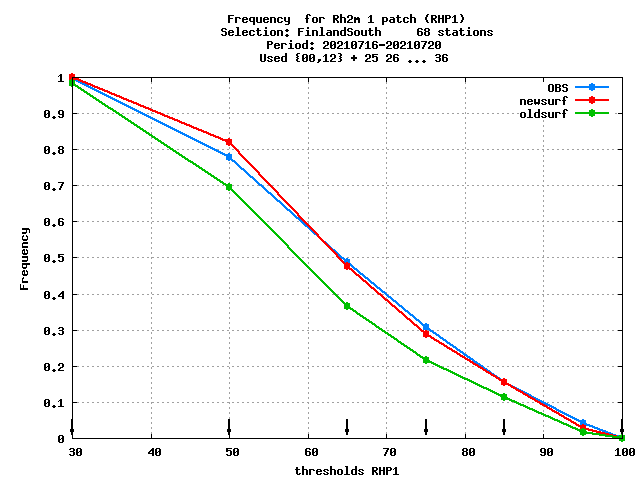 Frequency  for Rh2m 1 patch (RHP1)
Selection: FinlandSouth     68 stations
Period: 20210716-20210720
Used {00,12} + 25 26 ... 36
OBS
newsurf
oldsurf
1
0.9
0.8
0.7
0.6
0.5
0.4
0.3
0.2
0.1
0
Frequency
30 40 50 60 70 80 90 100
thresholds RHP1